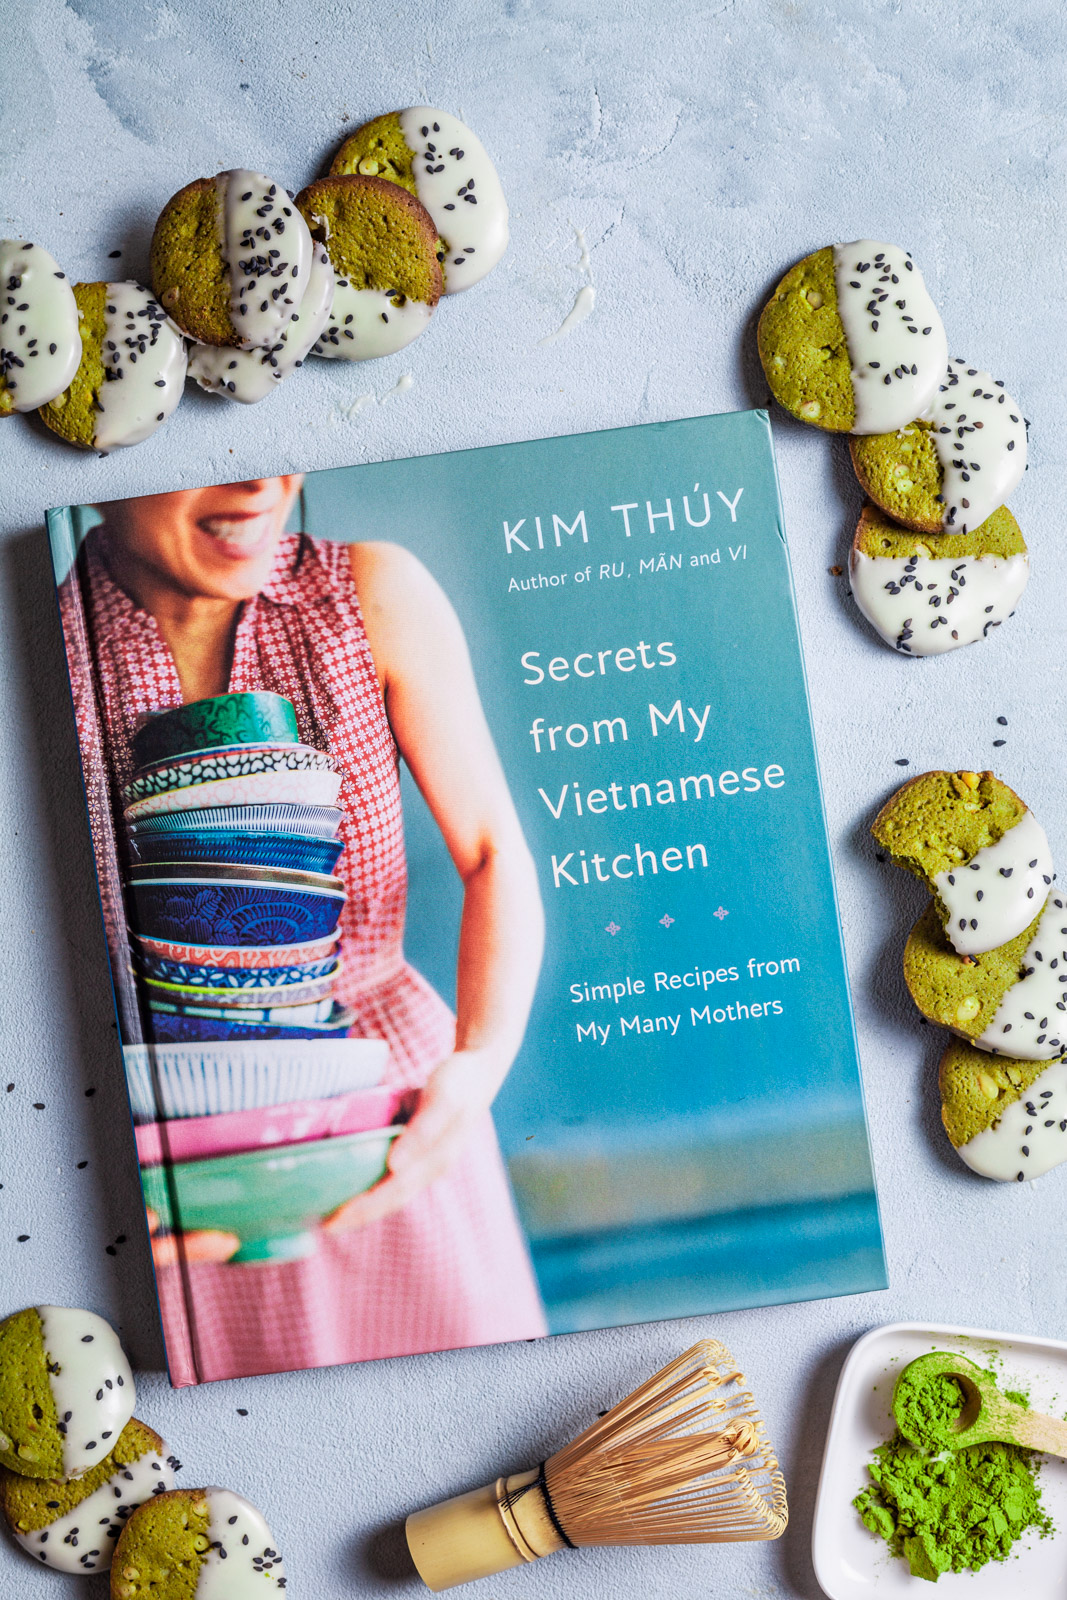 KIM THÚY
Author of RU, MÃN and VI
Secrets
from My
Vietnamese
Kitchen
Simple Recipes from
My Many Mothers